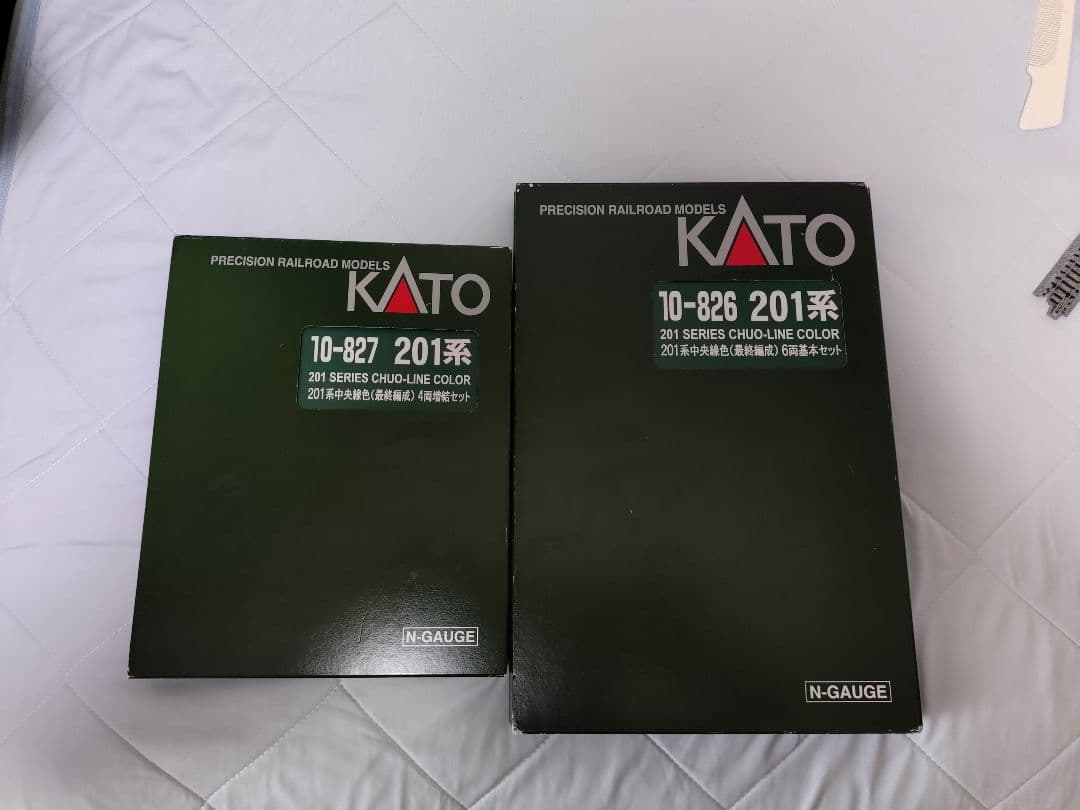 PRECISION RAILROAD MODELS
KATO
10-827 201系
201 SERIES CHUO-LINE COLOR
201系中央線色(最終編成) 4両増結セット
N-GAUGE
PRECISION RAILROAD MODELS
KATO
10-826 201系
201 SERIES CHUO-LINE COLOR
201系中央線色(最終編成) 6両基本セット
N-GAUGE